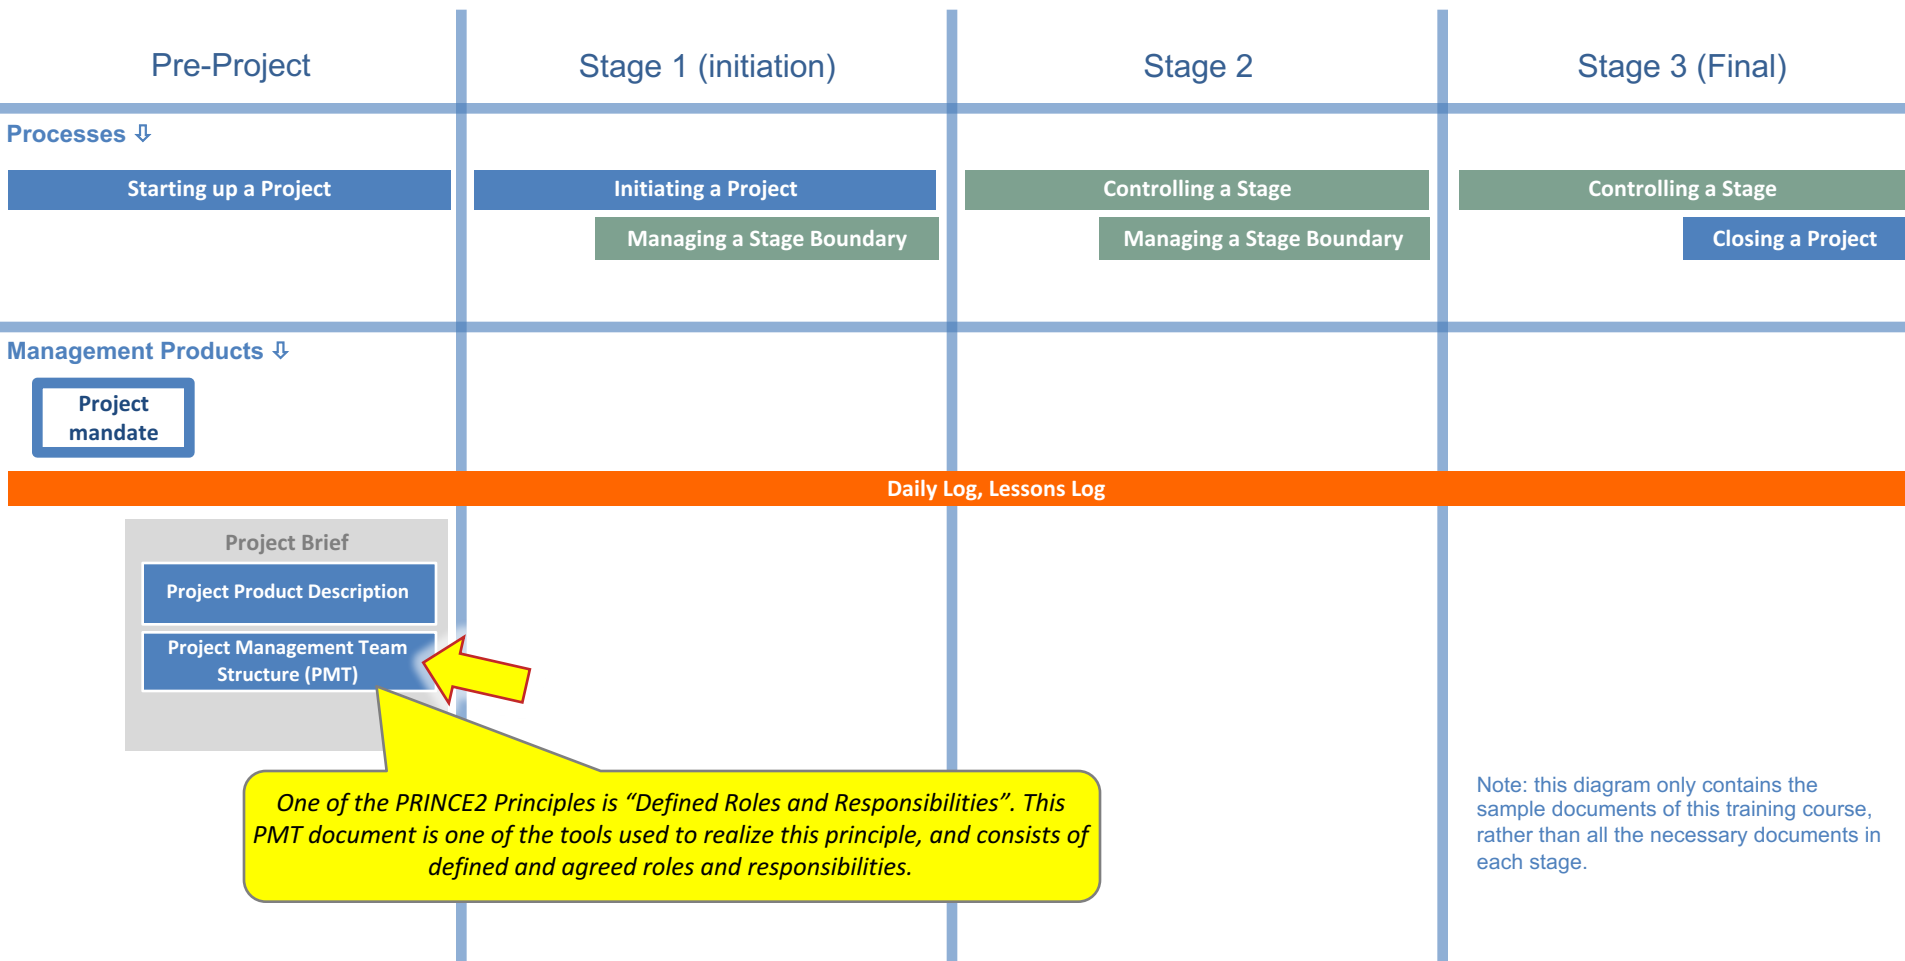 Pre-Project
Stage 1 (initiation)
Stage 2
Stage 3 (Final)
Processes ⇩
Starting up a Project
Initiating a Project
Controlling a Stage
Controlling a Stage
Managing a Stage Boundary
Managing a Stage Boundary
Closing a Project
Management Products ⇩
Project
mandate
Daily Log, Lessons Log
Project Brief
Project Product Description
Project Management Team
Structure (PMT)
One of the PRINCE2 Principles is “Defined Roles and Responsibilities”. This
PMT document is one of the tools used to realize this principle, and consists of
defined and agreed roles and responsibilities.
Note: this diagram only contains the
sample documents of this training course,
rather than all the necessary documents in
each stage.